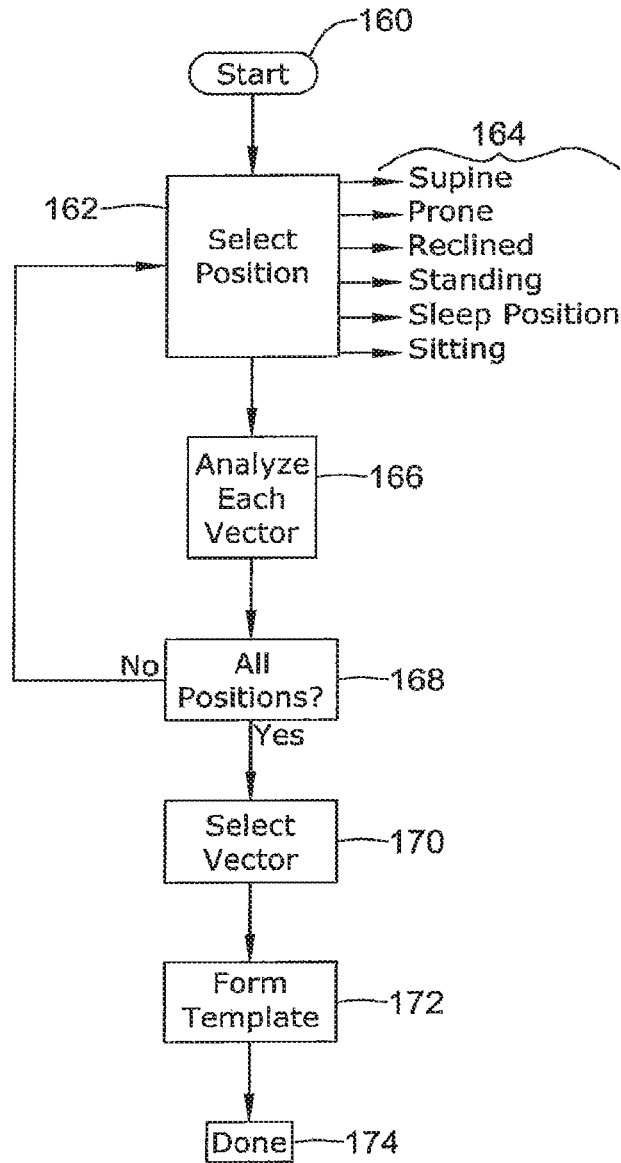 160
Start
164
162
Select
Position
Supine
Prone
Reclined
Standing
Sleep Position
Sitting
Analyze
Each
Vector
166
No
All
Positions?
168
Yes
Select
Vector
170
Form
Template
172
Done
174